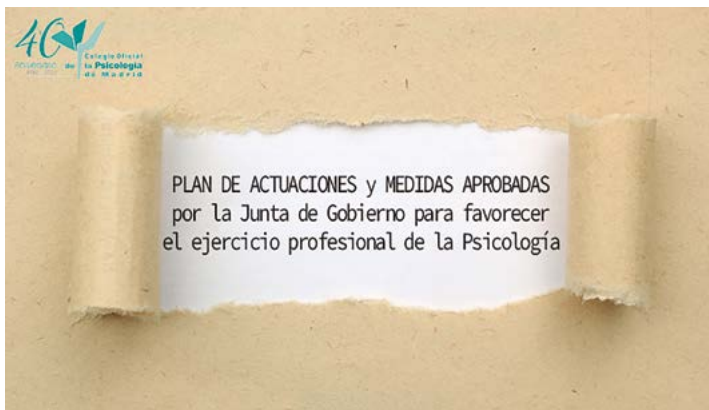 40
Colegio Oficial
de la Psicología
de Madrid
PLAN DE ACTUACIONES y MEDIDAS APROBADAS
por la Junta de Gobierno para favorecer
el ejercicio profesional de la Psicología